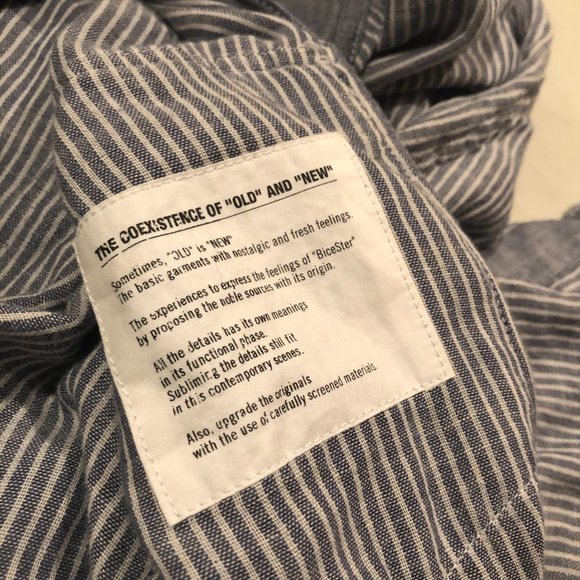 THE COEXISTENCE OF "OLD" AND "NEW"
Sometimes, "OLD" is "NEW"
The basic garments with nostalgic and fresh feelings.
The experiences to express the feelings of "BiceSter"
by proposing the noble sources with its origin.
All the details has its own meanings
in its functional phase.
Subliming the details still fit
in this contemporary scenes.
Also, upgrade the originals
with the use of carefully screened materials.